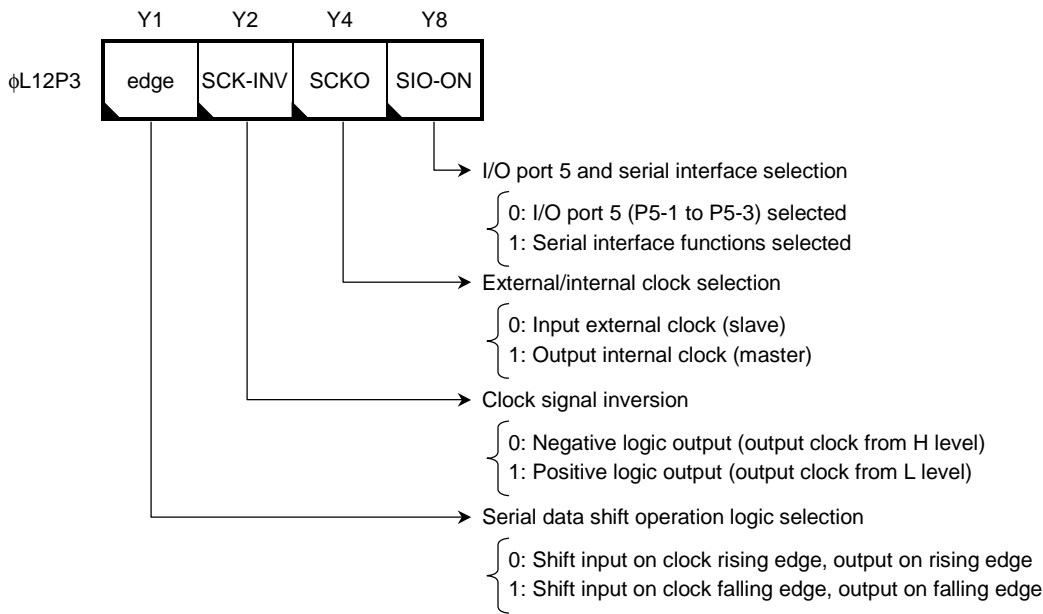 Y1 Y2 Y4 Y8
ϕL12P3 edge SCK-INV SCKO SIO-ON
I/O port 5 and serial interface selection
0: I/O port 5 (P5-1 to P5-3) selected
1: Serial interface functions selected
External/internal clock selection
0: Input external clock (slave)
1: Output internal clock (master)
Clock signal inversion
0: Negative logic output (output clock from H level)
1: Positive logic output (output clock from L level)
Serial data shift operation logic selection
0: Shift input on clock rising edge, output on rising edge
1: Shift input on clock falling edge, output on falling edge